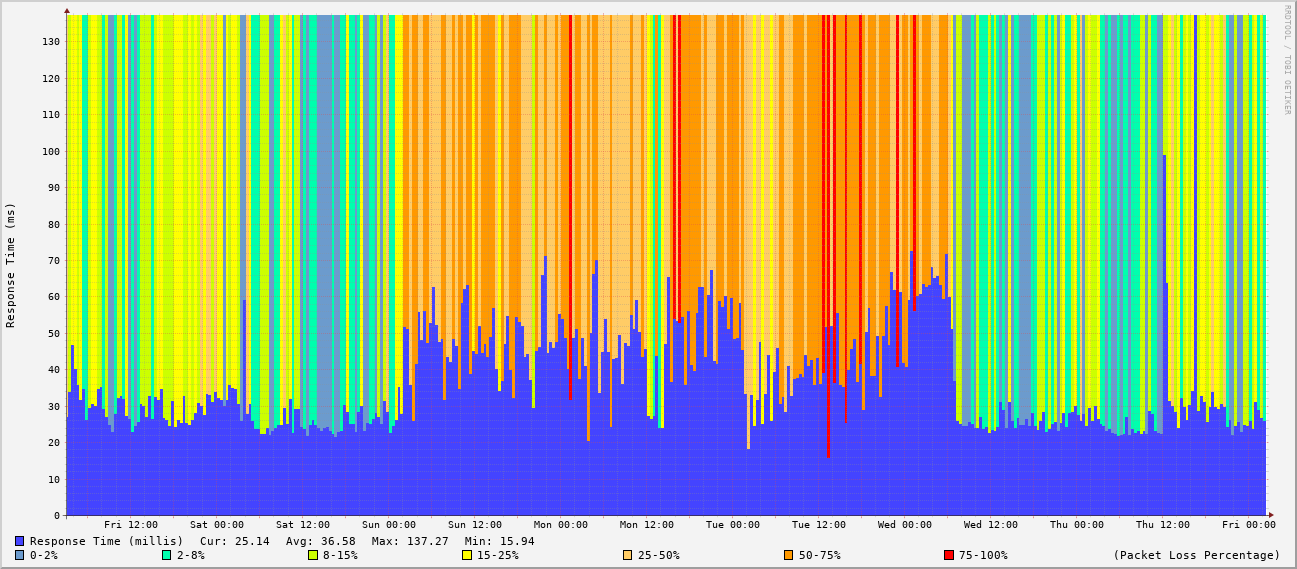 RRDTOOL / TOBI OETIKER
Response Time (ms)
130
120
110
100
90
80
70
60
50
40
30
20
10
0
Fri 12:00 Sat 00:00 Sat 12:00 Sun 00:00 Sun 12:00 Mon 00:00 Mon 12:00 Tue 00:00 Tue 12:00 Wed 00:00 Wed 12:00 Thu 00:00 Thu 12:00 Fri 00:00
Response Time (millis) Cur: 25.14 Avg: 36.58 Max: 137.27 Min: 15.94
0-2% 2-8% 8-15% 15-25% 25-50% 50-75% 75-100% (Packet Loss Percentage)